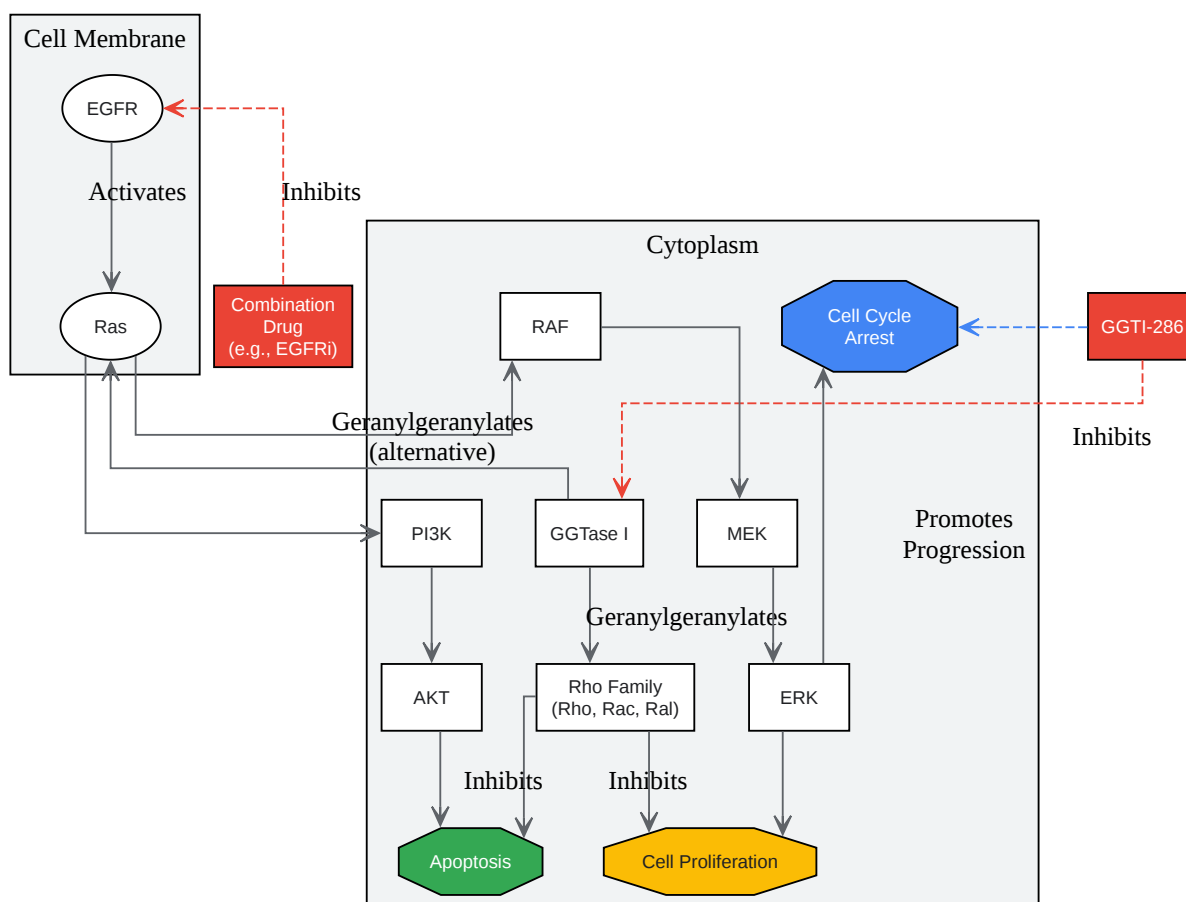 Cell Membrane
EGFR
Activates
Inhibits
Cytoplasm
Combination
Drug
(e.g., EGFRi)
Ras
RAF
Cell Cycle
Arrest
GGTI-286
Geranylgeranylates
(alternative)
Inhibits
PI3K
GGTase I
MEK
Promotes
Progression
Geranylgeranylates
AKT
Rho Family
(Rho, Rac, Ral)
ERK
Inhibits
Inhibits
Apoptosis
Cell Proliferation